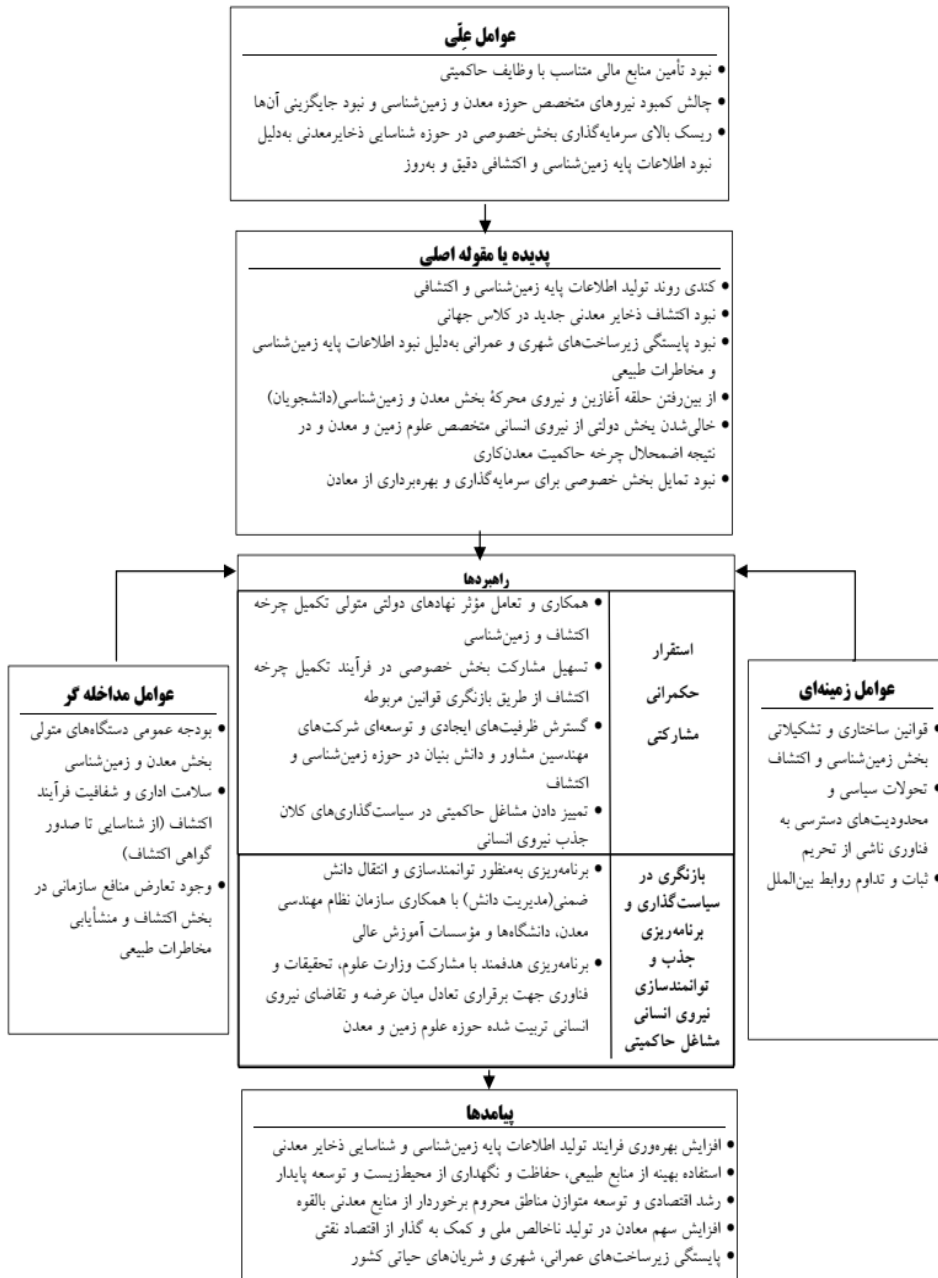 عوامل علّی
• نبود تأمین منابع مالی متناسب با وظایف حاکمیتی
• چالش کمبود نیروهای متخصص حوزه معدن و زمین‌شناسی و نبود جایگزینی آن‌ها
• ریسک بالای سرمایه‌گذاری بخش‌خصوصی در حوزه شناسایی ذخایرمعدنی به‌دلیل
نبود اطلاعات پایه زمین‌شناسی و اکتشافی دقیق و به‌روز
پدیده یا مقوله اصلی
• کندی روند تولید اطلاعات پایه زمین‌شناسی و اکتشافی
• نبود اکتشاف ذخایر معدنی جدید در کلاس جهانی
• نبود پایستگی زیرساخت‌های شهری و عمرانی به‌دلیل نبود اطلاعات پایه زمین‌شناسی
و مخاطرات طبیعی
• از بین‌رفتن حلقه آغازین و نیروی محرکهٔ بخش معدن و زمین‌شناسی(دانشجویان)
• خالی‌شدن یخش دولتی از نیروی انسانی متخصص علوم زمین و معدن و در
نتیجه اضمحلال چرخه حاکمیت معدن‌کاری
• نبود تمایل بخش خصوصی برای سرمایه‌گذاری و بهره‌برداری از معادن
راهبردها
استقرار
حکمرانی
مشارکتی
• همکاری و تعامل مؤثر نهادهای دولتی متولی تکمیل چرخه
اکتشاف و زمین‌شناسی
• تسهیل مشارکت بخش خصوصی در فرآیند تکمیل چرخه
اکتشاف از طریق بازنگری قوانین مربوطه
• گسترش ظرفیت‌های ایجادی و توسعه‌ای شرکت‌های
مهندسین مشاور و دانش بنیان در حوزه زمین‌شناسی و
اکتشاف
• تمییز دادن مشاغل حاکمیتی در سیاست‌گذاری‌های کلان
جذب نیروی انسانی
بازنگری در
سیاست‌گذاری و
برنامه‌ریزی
جذب و
توانمندسازی
نیروی انسانی
مشاغل حاکمیتی
• برنامه‌ریزی به‌منظور توانمندسازی و انتقال دانش
ضمنی(مدیریت دانش) با همکاری سازمان نظام مهندسی
معدن، دانشگاه‌ها و مؤسسات آموزش عالی
• برنامه‌ریزی هدفمند با مشارکت وزارت علوم، تحقیقات و
فناوری جهت برقراری تعادل میان عرضه و تقاضای نیروی
انسانی تربیت شده حوزه علوم زمین و معدن
عوامل زمینه‌ای
• قوانین ساختاری و تشکیلاتی
بخش زمین‌شناسی و اکتشاف
• تحولات سیاسی و
محدودیت‌های دسترسی به
فناوری ناشی از تحریم
• ثبات و تداوم روابط بین‌الملل
عوامل مداخله گر
• بودجه عمومی دستگاه‌های متولی
بخش معدن و زمین‌شناسی
• سلامت اداری و شفافیت فرآیند
اکتشاف (از شناسایی تا صدور
گواهی اکتشاف)
• وجود تعارض منافع سازمانی در
بخش اکتشاف و منشأیابی
مخاطرات طبیعی
پیامدها
• افزایش بهره‌وری فرایند تولید اطلاعات پایه زمین‌شناسی و شناسایی ذخایر معدنی
• استفاده بهینه از منابع طبیعی، حفاظت و نگهداری از محیط‌زیست و توسعه پایدار
• رشد اقتصادی و توسعه متوازن مناطق محروم برخوردار از منابع معدنی بالقوه
• افزایش سهم معادن در تولید ناخالص ملی و کمک به گذار از اقتصاد نقتی
• پایستگی زیرساخت‌های عمرانی، شهری و شریان‌های حیاتی کشور